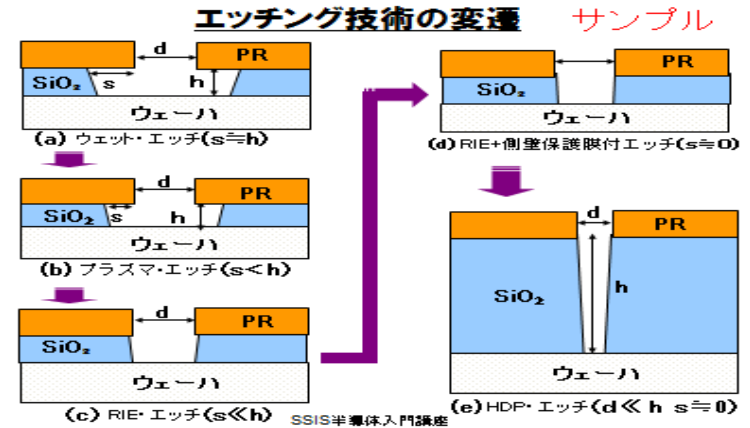 エッチング技術の変遷 サンプル
d
PR
SiO₂
s
h
ウェーハ
(a) ウェット・エッチ(s≒h)
d
PR
SiO₂
s
h
ウェーハ
(b) プラズマ・エッチ(s<h)
d
PR
SiO₂
ウェーハ
(c) RIE・エッチ(s≪h)
PR
SiO₂
ウェーハ
(d) RIE+側壁保護膜付エッチ(s≒0)
d
PR
SiO₂
h
ウェーハ
(e) HDP・エッチ(d≪h s≒0)
SSIS半導体入門講座